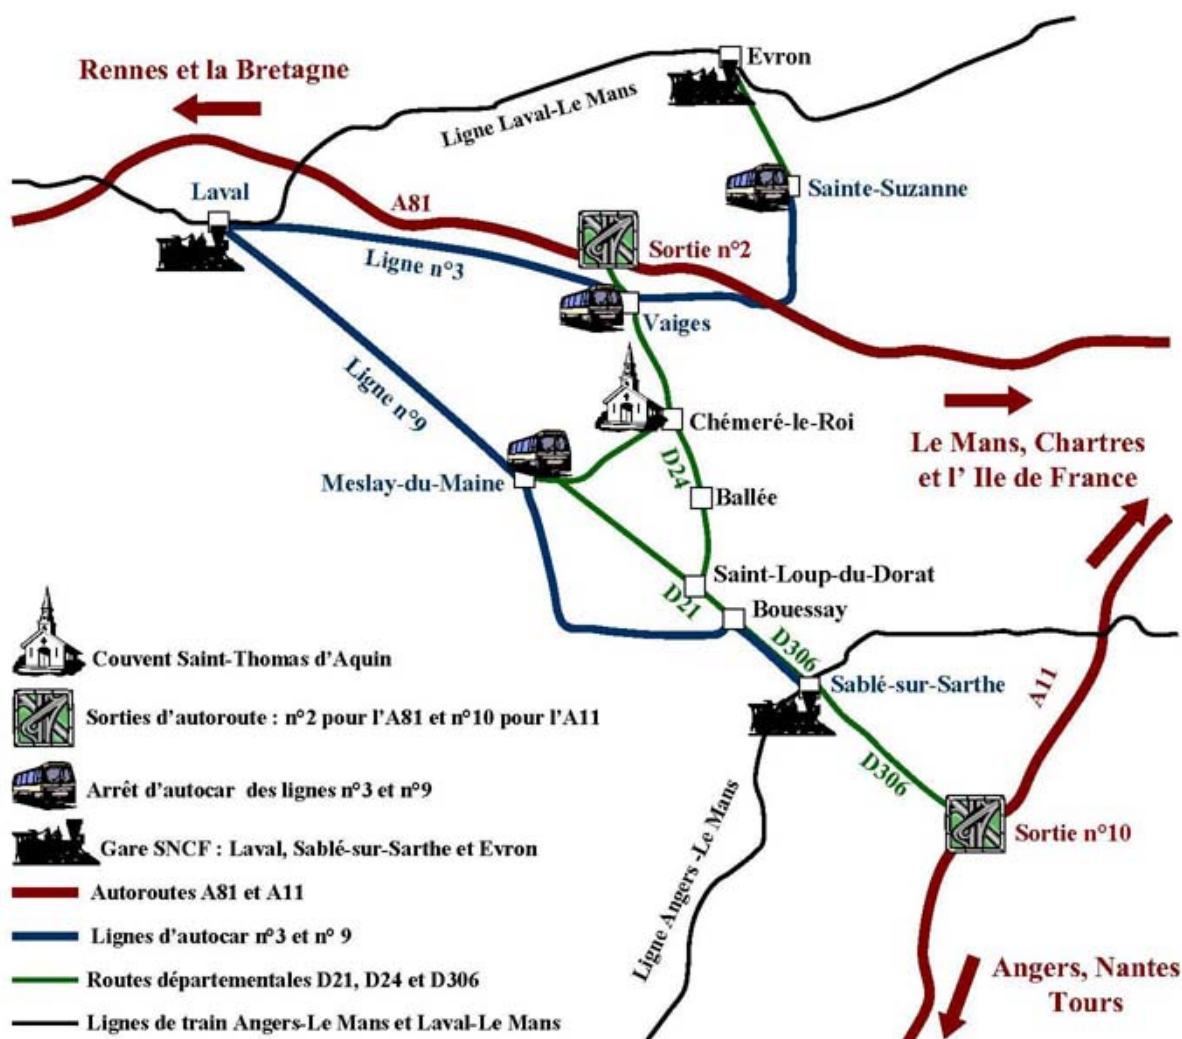 Evron
Rennes et la Bretagne
Ligne Laval-Le Mans
Laval
Sainte-Suzanne
A81
Sortie n°2
Ligne n°3
Vaiges
Ligne n°9
Chémeré-le-Roi
Le Mans, Chartres
et l' Ile de France
D24
Meslay-du-Maine
Ballée
Saint-Loup-du-Dorat
D21
Bouessay
D306
Couvent Saint-Thomas d'Aquin
Sablé-sur-Sarthe
A11
Sorties d'autoroute : n°2 pour l'A81 et n°10 pour l'A11
D306
Arrêt d'autocar des lignes n°3 et n°9
Sortie n°10
Gare SNCF : Laval, Sablé-sur-Sarthe et Evron
Ligne Angers -Le Mans
Autoroutes A81 et A11
Lignes d'autocar n°3 et n° 9
Angers, Nantes
Tours
Routes départementales D21, D24 et D306
Lignes de train Angers-Le Mans et Laval-Le Mans